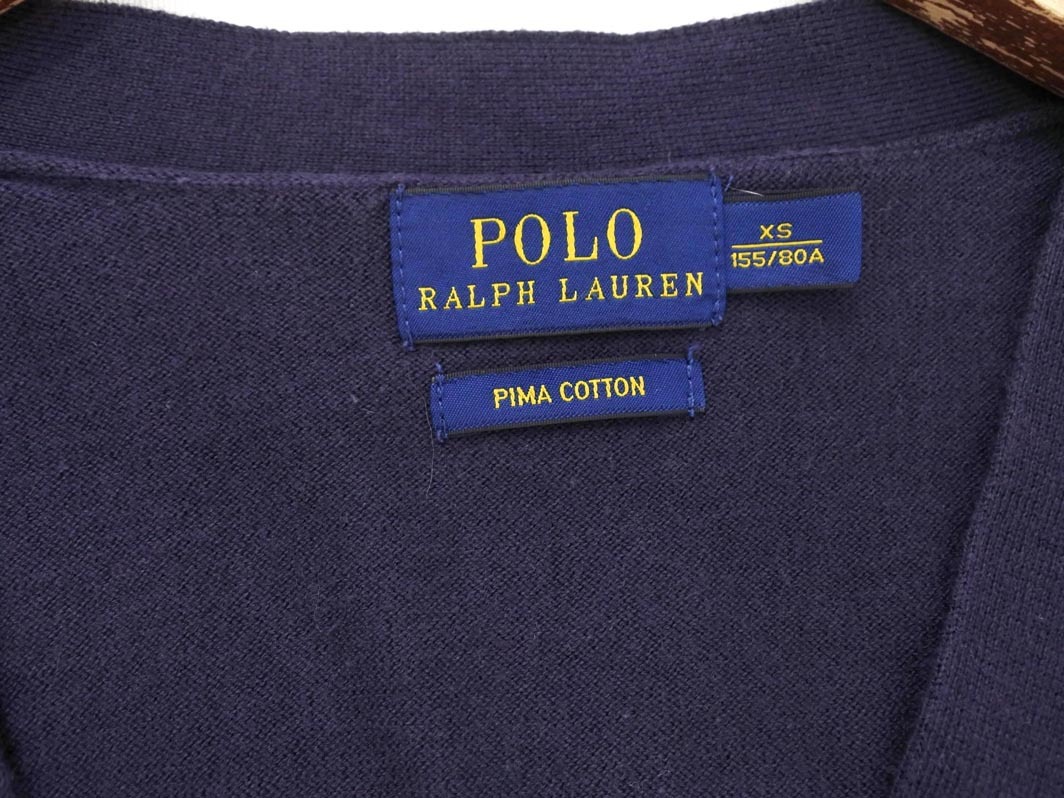 POLO
RALPH LAUREN
XS
155/80A
PIMA COTTON